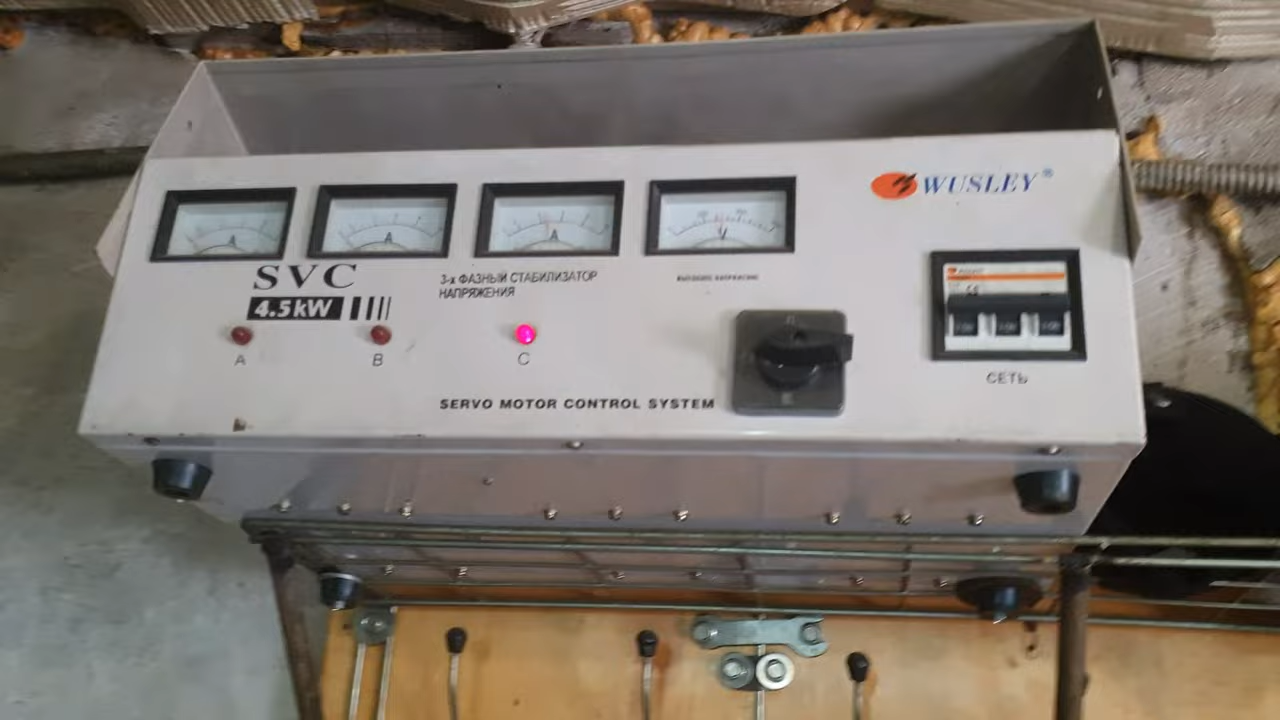 WUSLEY®
A
A
A
V
SVC
4.5kW
3-х ФАЗНЫЙ СТАБИЛИЗАТОР
НАПРЯЖЕНИЯ
A
B
C
СЕТЬ
SERVO MOTOR CONTROL SYSTEM